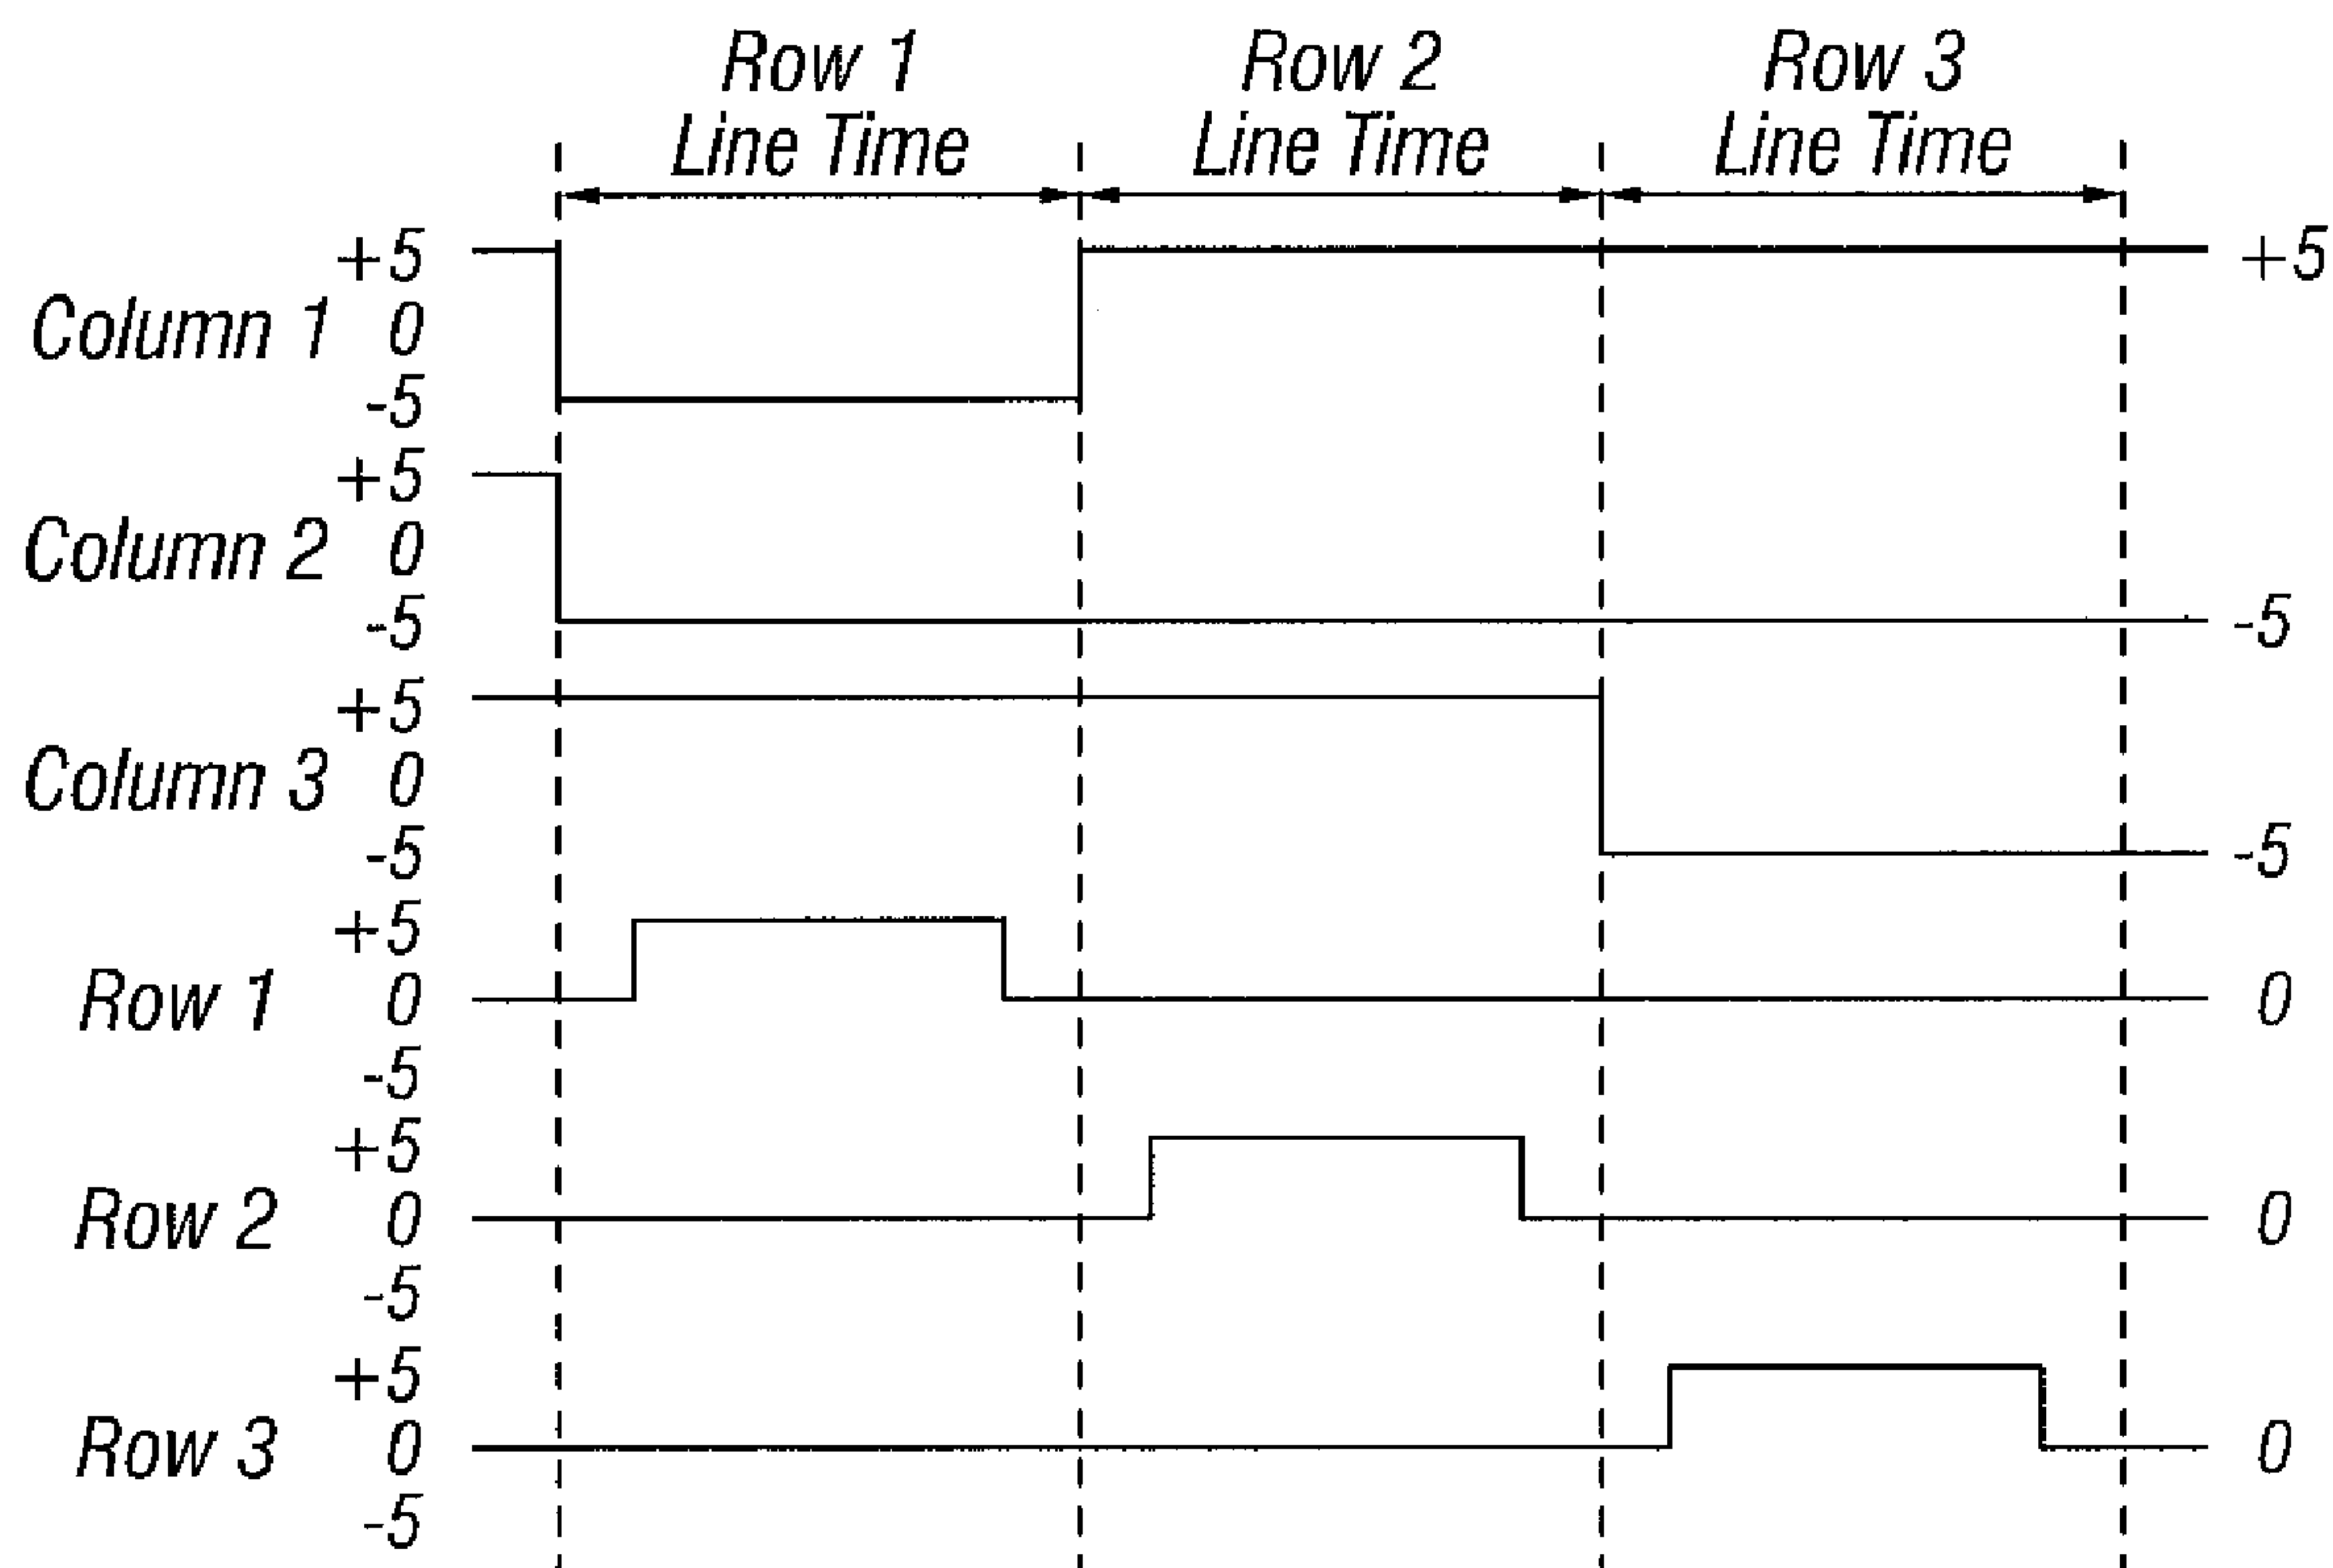 Row 1 Row 2 Row 3
Line Time Line Time Line Time
+5 +5
Column 1 0
-5
+5
Column 2 0
-5 -5
+5
Column 3 0
-5 -5
+5
Row 1 0 0
-5
+5
Row 2 0 0
-5
+5
Row 3 0 0
-5